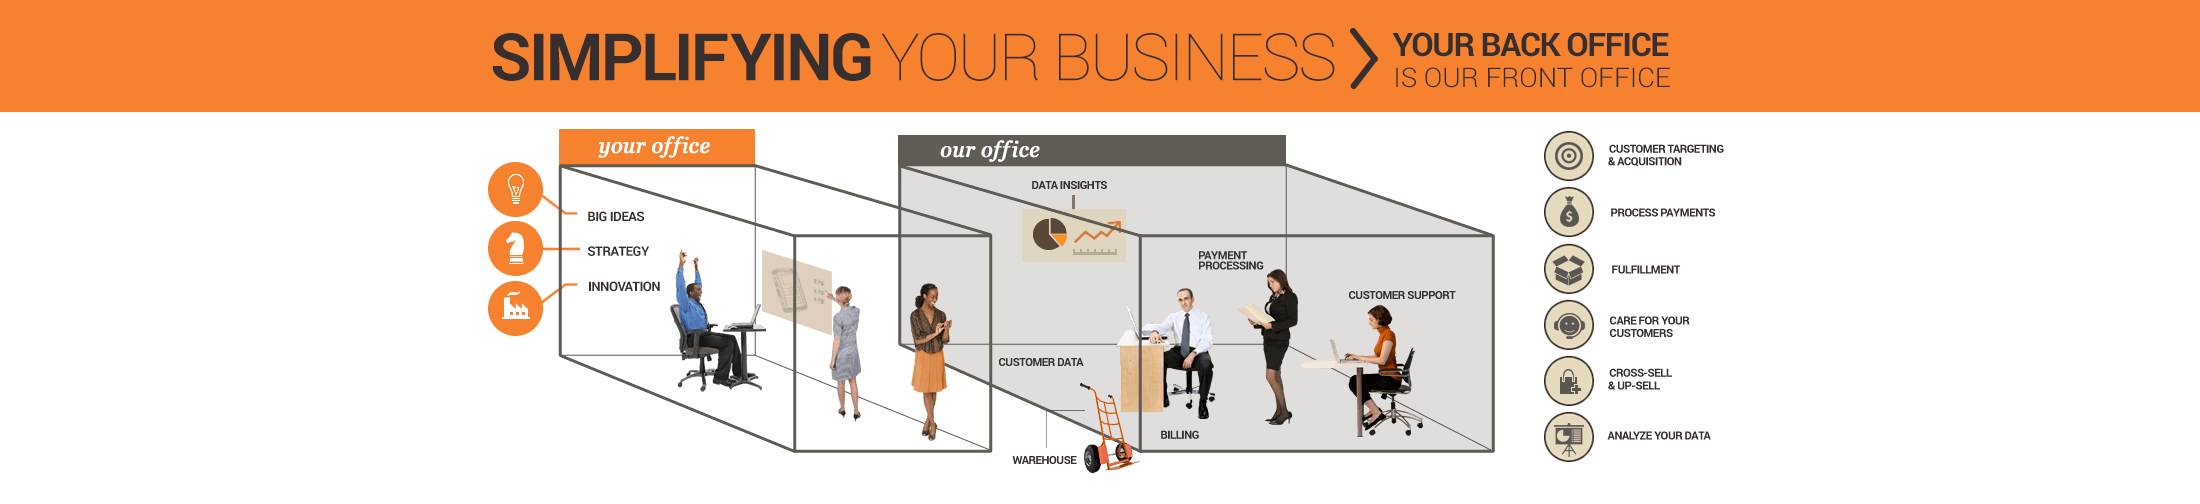 SIMPLIFYING YOUR BUSINESS
YOUR BACK OFFICE
IS OUR FRONT OFFICE
your office
BIG IDEAS
STRATEGY
INNOVATION
our office
DATA INSIGHTS
PAYMENT
PROCESSING
CUSTOMER SUPPORT
CUSTOMER DATA
BILLING
WAREHOUSE
CUSTOMER TARGETING
& ACQUISITION
$
PROCESS PAYMENTS
FULFILLMENT
CARE FOR YOUR
CUSTOMERS
CROSS-SELL
& UP-SELL
ANALYZE YOUR DATA